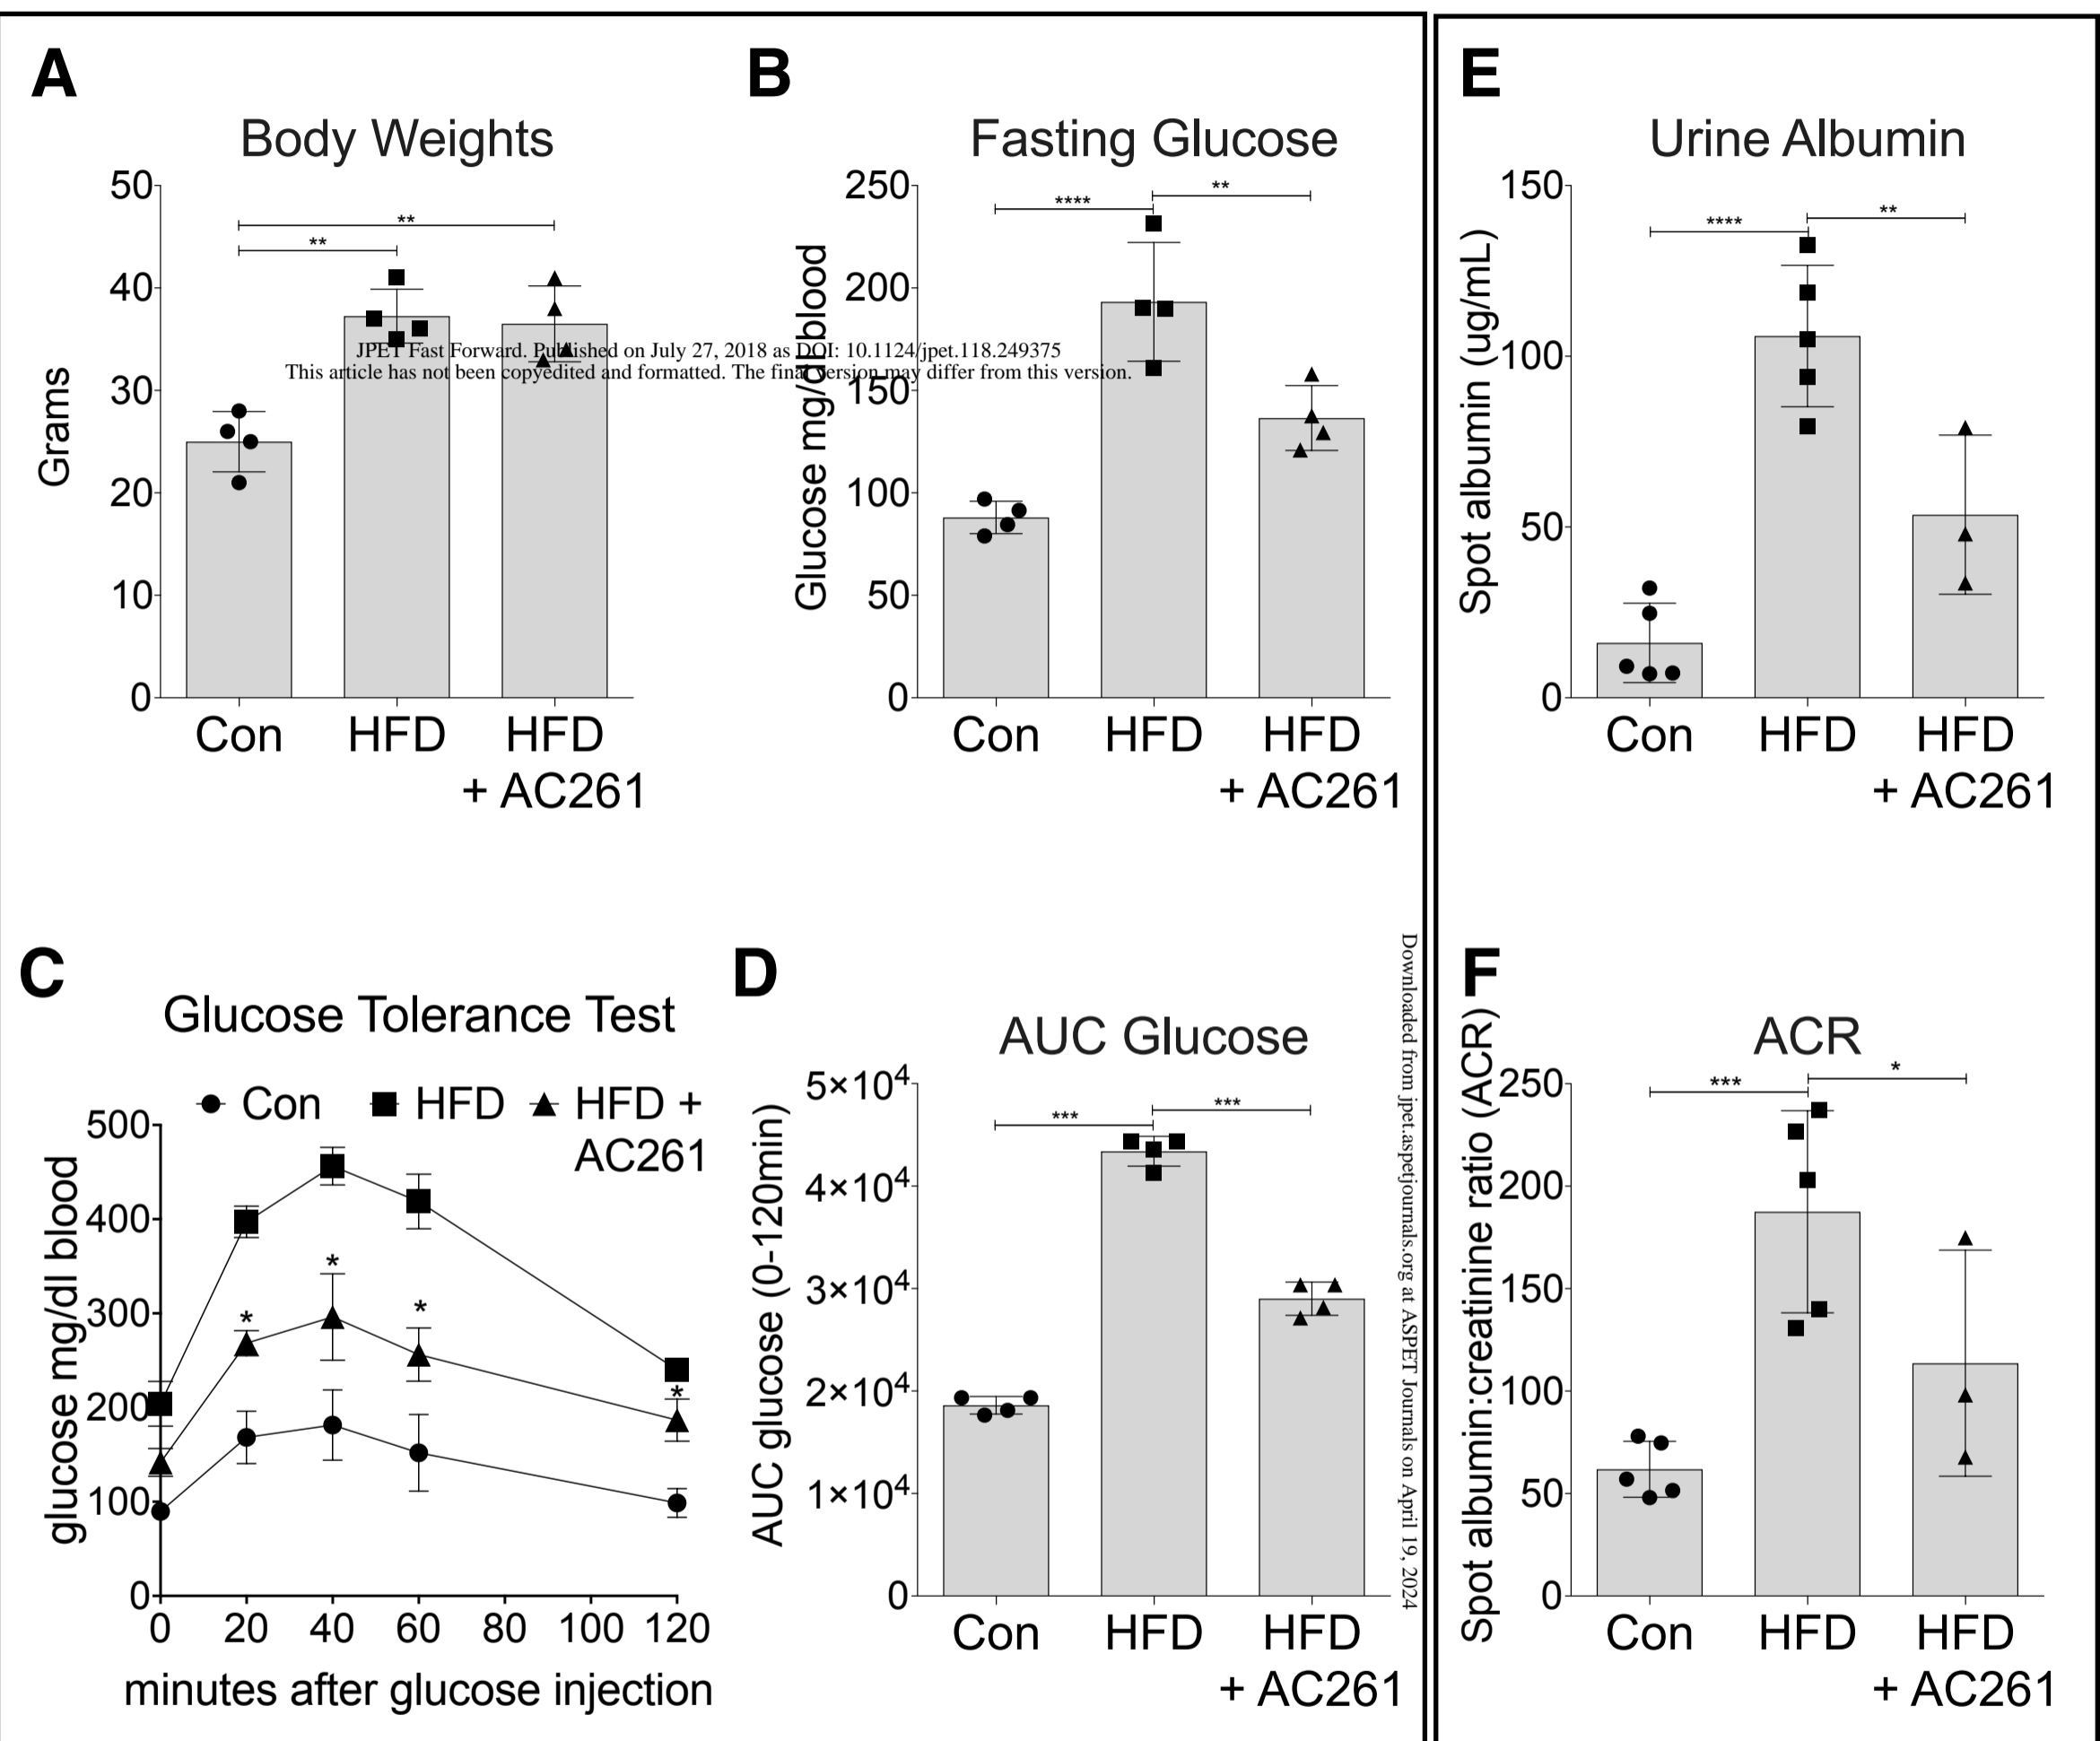 A
Body Weights
Grams
50
40
30
20
10
0
**
**
Con
HFD
HFD
+ AC261
B
Fasting Glucose
Glucose mg/dl blood
250
200
150
100
50
0
****
**
Con
HFD
HFD
+ AC261
JPET Fast Forward. Published on July 27, 2018 as DOI: 10.1124/jpet.118.249375
This article has not been copyedited and formatted. The final version may differ from this version.
E
Urine Albumin
Spot albumin (ug/mL)
150
100
50
0
****
**
Con
HFD
HFD
+ AC261
C
Glucose Tolerance Test
Con
HFD
HFD +
AC261
glucose mg/dl blood
500
400
300
200
100
0
*
*
*
*
0 20 40 60 80 100 120
minutes after glucose injection
D
AUC Glucose
AUC glucose (0-120min)
5×10⁴
4×10⁴
3×10⁴
2×10⁴
1×10⁴
0
***
***
Con
HFD
HFD
+ AC261
Downloaded from jpet.aspetjournals.org at ASPET Journals on April 19, 2024
F
ACR
Spot albumin:creatinine ratio (ACR)
250
200
150
100
50
0
***
*
Con
HFD
HFD
+ AC261